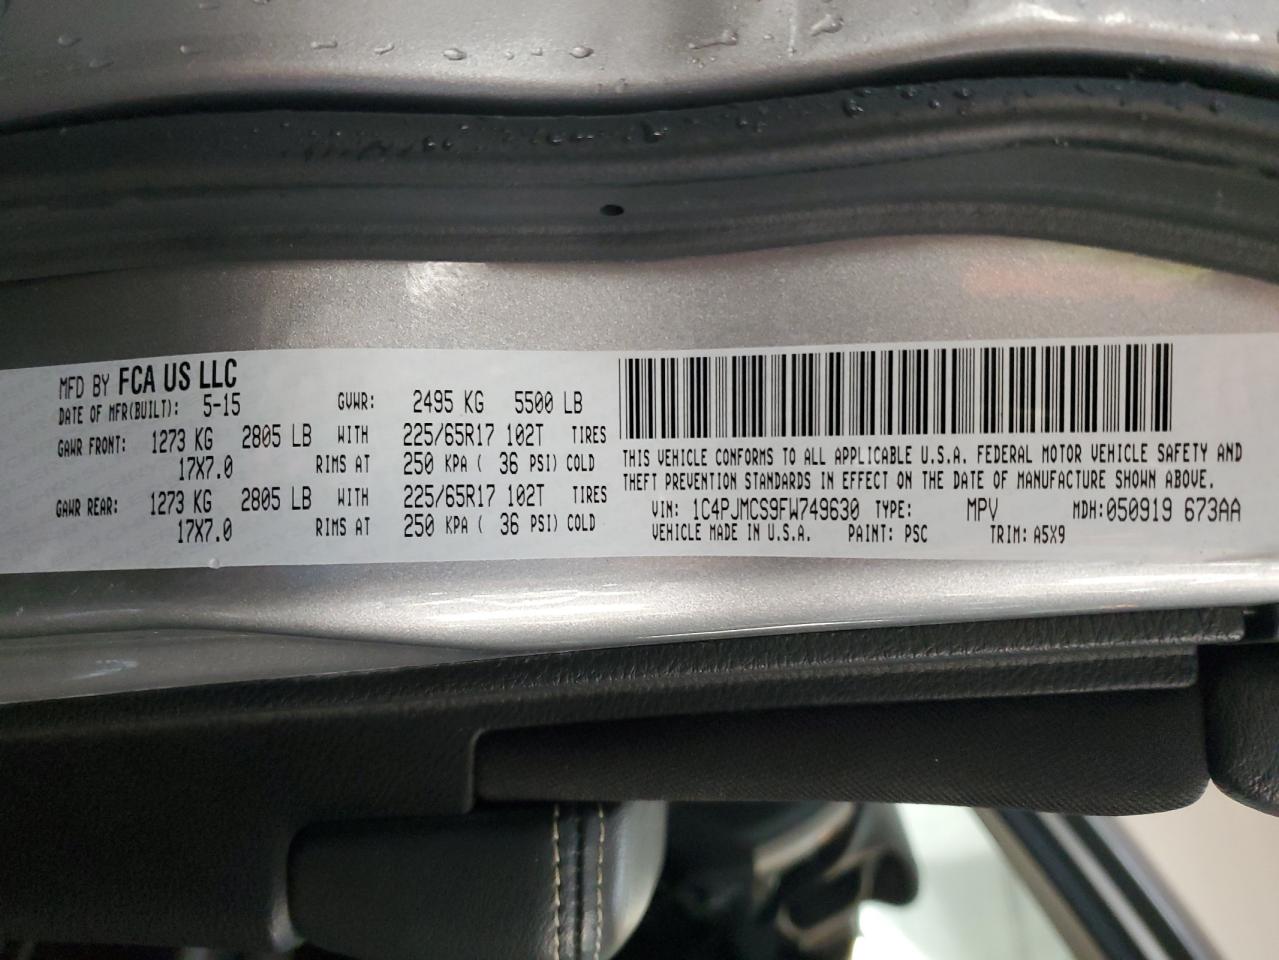 MFD BY FCA US LLC
DATE OF MFR(BUILT): 5-15 GVWR: 2495 KG 5500 LB
GAWR FRONT: 1273 KG 2805 LB WITH 225/65R17 102T TIRES
17X7.0 RIMS AT 250 KPA ( 36 PSI) COLD
GAWR REAR: 1273 KG 2805 LB WITH 225/65R17 102T TIRES
17X7.0 RIMS AT 250 KPA ( 36 PSI) COLD
THIS VEHICLE CONFORMS TO ALL APPLICABLE U.S.A. FEDERAL MOTOR VEHICLE SAFETY AND
THEFT PREVENTION STANDARDS IN EFFECT ON THE DATE OF MANUFACTURE SHOWN ABOVE.
VIN: 1C4PJMCS9FW749630 TYPE: MPV MDH:050919 673AA
VEHICLE MADE IN U.S.A. PAINT: PSC TRIM: A5X9